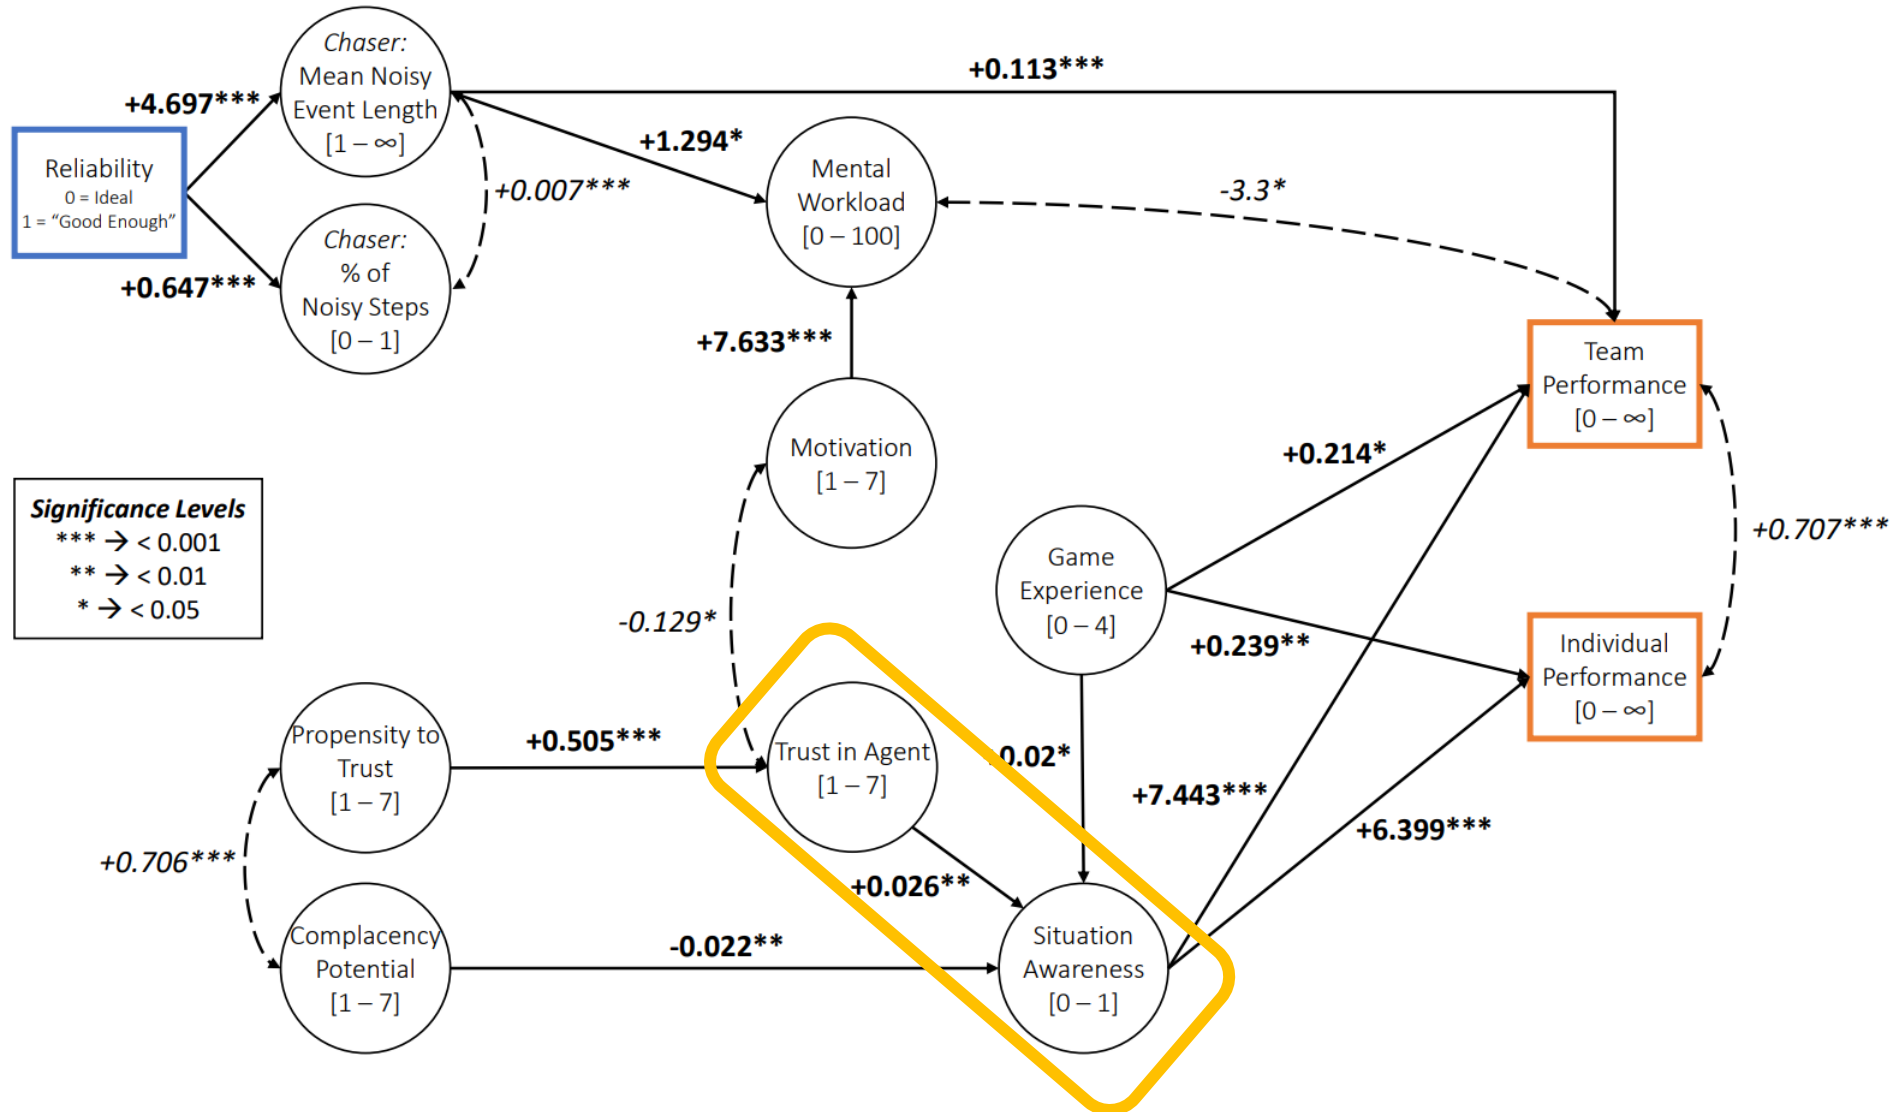 Chaser:
Mean Noisy
Event Length
[1 – ∞]
+4.697***
Reliability
0 = Ideal
1 = "Good Enough"
+0.647***
Chaser:
% of
Noisy Steps
[0 – 1]
+0.007***
+0.113***
+1.294*
Mental
Workload
[0 – 100]
-3.3*
+7.633***
Motivation
[1 – 7]
Team
Performance
[0 – ∞]
+0.214*
Significance Levels
*** → < 0.001
** → < 0.01
* → < 0.05
-0.129*
Game
Experience
[0 – 4]
+0.239**
+0.707***
Individual
Performance
[0 – ∞]
Propensity to
Trust
[1 – 7]
+0.505***
Trust in Agent
[1 – 7]
0.02*
+7.443***
+6.399***
+0.706***
+0.026**
Complacency
Potential
[1 – 7]
-0.022**
Situation
Awareness
[0 – 1]